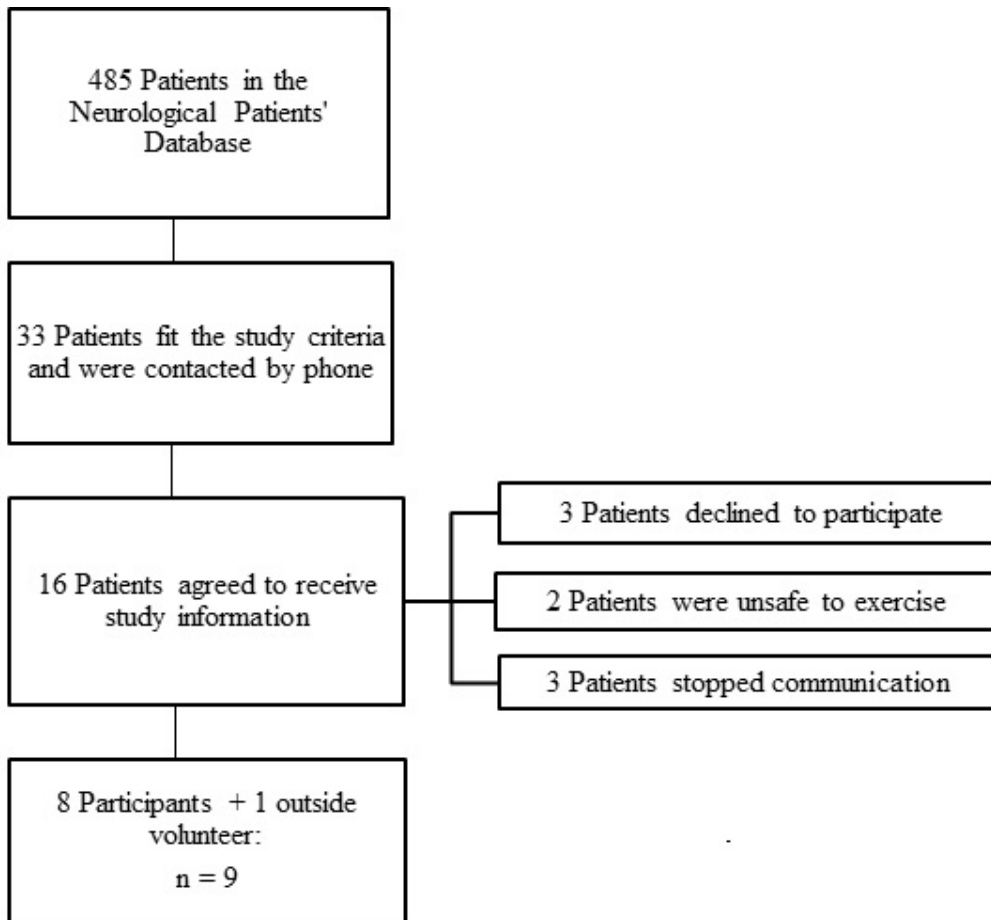 485 Patients in the
Neurological Patients'
Database
33 Patients fit the study criteria
and were contacted by phone
16 Patients agreed to receive
study information
3 Patients declined to participate
2 Patients were unsafe to exercise
3 Patients stopped communication
8 Participants + 1 outside
volunteer:
n = 9